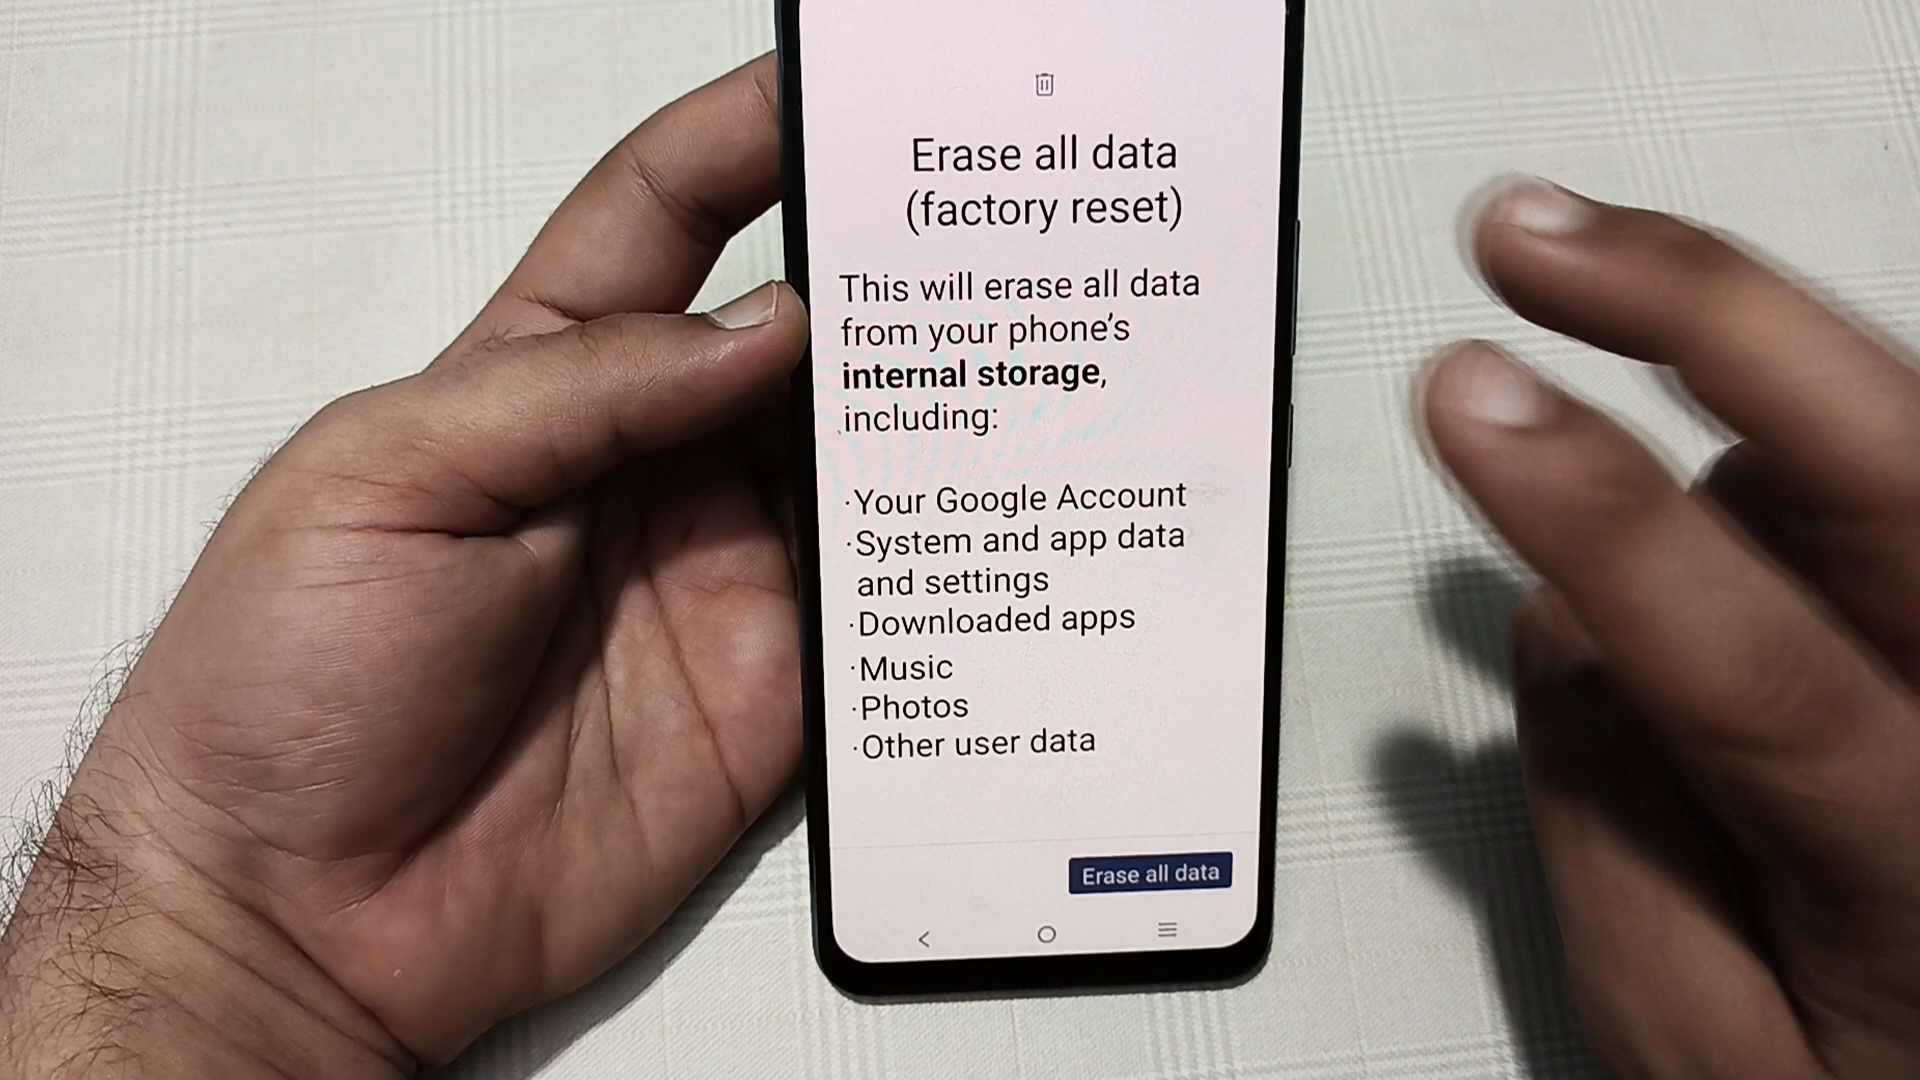 Erase all data
(factory reset)
This will erase all data
from your phone's
internal storage,
including:
·Your Google Account
·System and app data
and settings
·Downloaded apps
·Music
·Photos
·Other user data
Erase all data